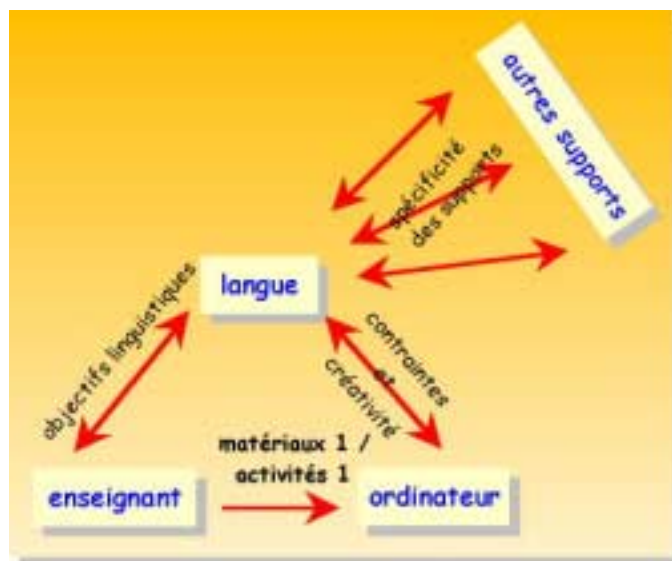 autres supports
spécificité
des supports
langue
objectifs linguistiques
contraintes
et
créativité
matériaux 1 /
activités 1
enseignant
ordinateur